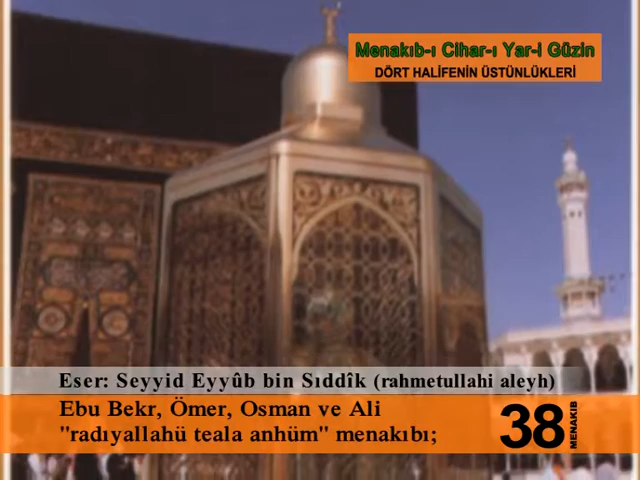 Menakıb-ı Cihar-ı Yar-i Güzin
DÖRT HALİFENİN ÜSTÜNLÜKLERİ
Eser: Seyyid Eyyûb bin Sıddîk (rahmetullahi aleyh)
Ebu Bekr, Ömer, Osman ve Ali
"radıyallahü teala anhüm" menakıbı;
38
MENAKIB